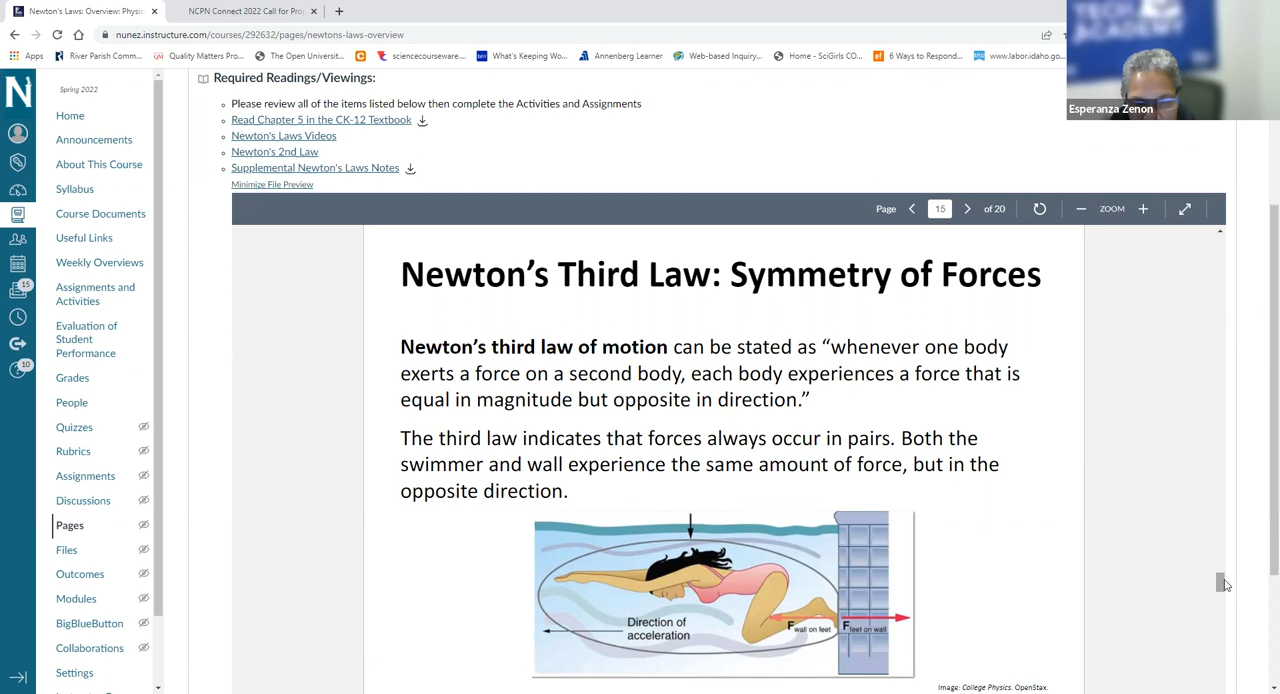 Newton's Laws: Overview: Physic
NCPN Connect 2022 Call for Prop
nunez.instructure.com/courses/292632/pages/newtons-laws-overview
Apps
River Parish Comm...
Quality Matters Pro...
The Open Universit...
sciencecourseware....
What's Keeping Wo...
Annenberg Learner
Web-based Inquiry...
Home - SciGirls CO...
6 Ways to Respond...
www.labor.idaho.go...
TECH
ACADEMY
Esperanza Zenon
N
15
10
Spring 2022
Home
Announcements
About This Course
Syllabus
Course Documents
Useful Links
Weekly Overviews
Assignments and
Activities
Evaluation of
Student
Performance
Grades
People
Quizzes
Rubrics
Assignments
Discussions
Pages
Files
Outcomes
Modules
BigBlueButton
Collaborations
Settings
Required Readings/Viewings:
Please review all of the items listed below then complete the Activities and Assignments
Read Chapter 5 in the CK-12 Textbook
Newton's Laws Videos
Newton's 2nd Law
Supplemental Newton's Laws Notes
Minimize File Preview
Page 15 of 20 ZOOM
Newton's Third Law: Symmetry of Forces
Newton's third law of motion can be stated as “whenever one body
exerts a force on a second body, each body experiences a force that is
equal in magnitude but opposite in direction.”
The third law indicates that forces always occur in pairs. Both the
swimmer and wall experience the same amount of force, but in the
opposite direction.
Direction of
acceleration
F wall on feet
F feet on wall
Image: College Physics. OpenStax.